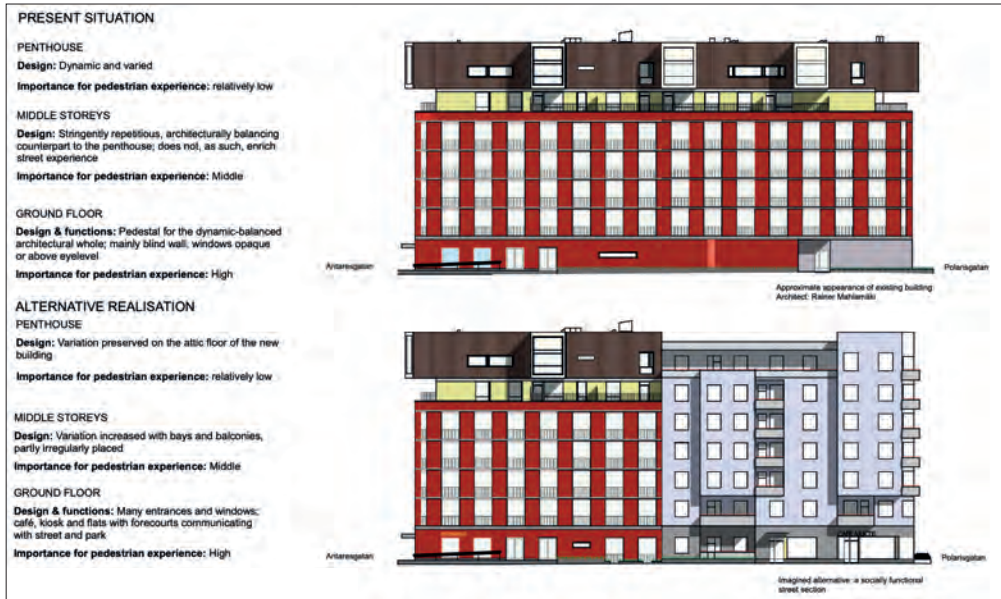 PRESENT SITUATION
PENTHOUSE
Design: Dynamic and varied
Importance for pedestrian experience: relatively low
MIDDLE STOREYS
Design: Stringently repetitious, architecturally balancing
counterpart to the penthouse; does not, as such, enrich
street experience
Importance for pedestrian experience: Middle
GROUND FLOOR
Design & functions: Pedestal for the dynamic-balanced
architectural whole; mainly blind wall, windows opaque
or above eyelevel
Importance for pedestrian experience: High
Antaresgatan
Polarisgatan
Approximate appearance of existing building
Architect: Rainer Mahlamäki
ALTERNATIVE REALISATION
PENTHOUSE
Design: Variation preserved on the attic floor of the new
building
Importance for pedestrian experience: relatively low
MIDDLE STOREYS
Design: Variation increased with bays and balconies,
partly irregularly placed
Importance for pedestrian experience: Middle
GROUND FLOOR
Design & functions: Many entrances and windows;
café, kiosk and flats with forecourts communicating
with street and park
Importance for pedestrian experience: High
Antaresgatan
Polarisgatan
Imagined alternative: a socially functional
street section